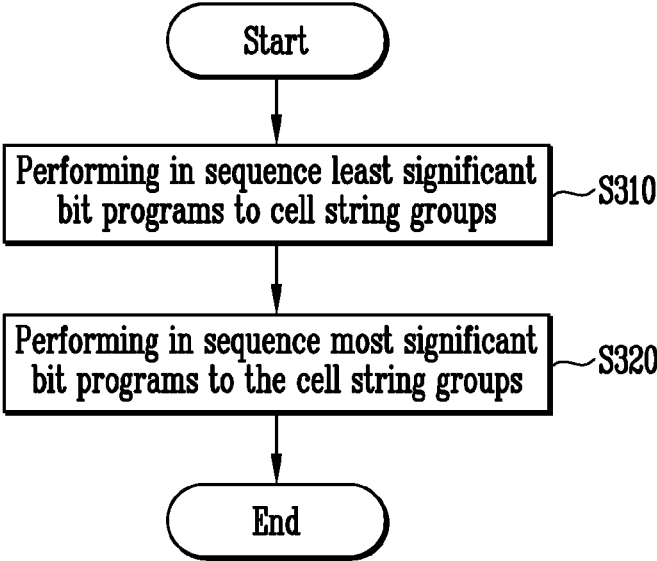 Start
Performing in sequence least significant
bit programs to cell string groups
S310
Performing in sequence most significant
bit programs to the cell string groups
S320
End